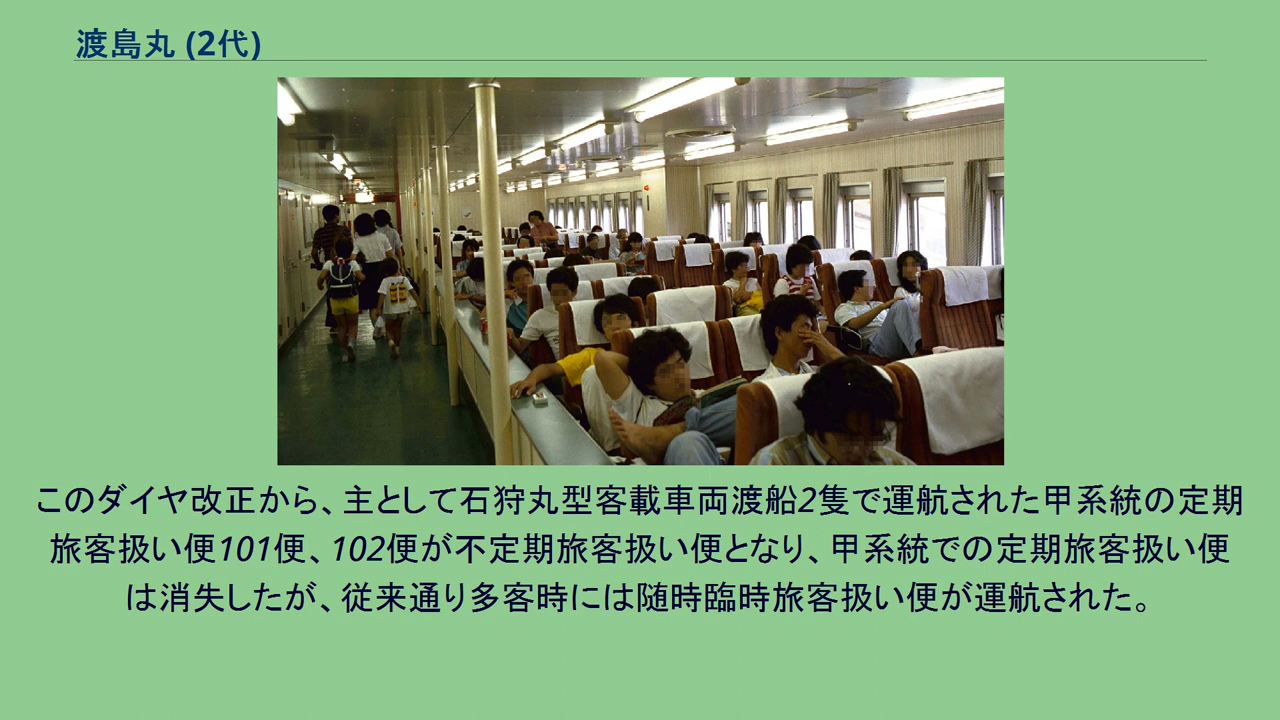 渡島丸 (2代)
このダイヤ改正から、主として石狩丸型客載車両渡船2隻で運航された甲系統の定期
旅客扱い便101便、102便が不定期旅客扱い便となり、甲系統での定期旅客扱い便
は消失したが、従来通り多客時には随時臨時旅客扱い便が運航された。